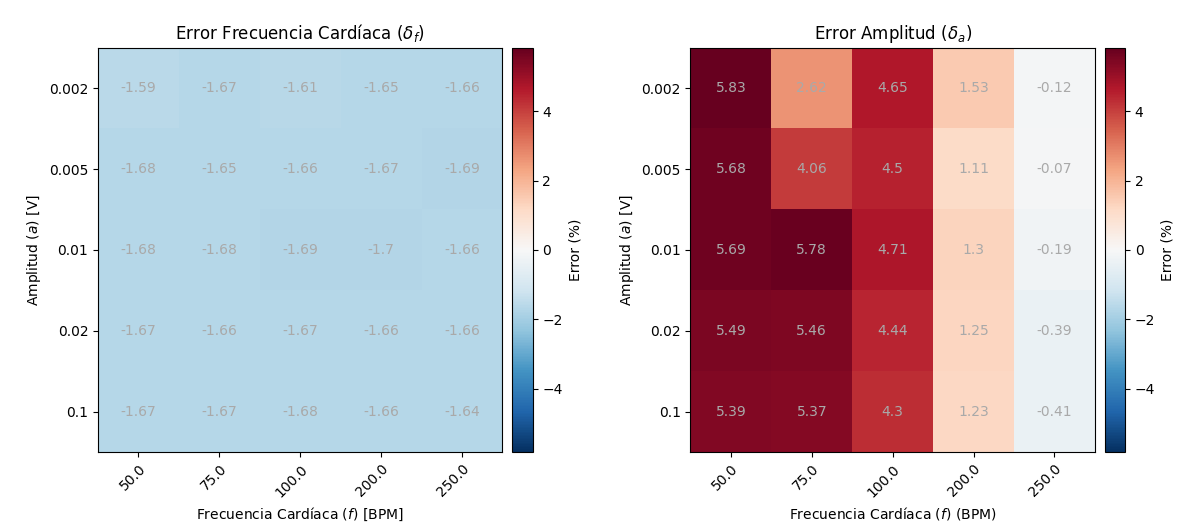 Error Frecuencia Cardíaca (δf)
0.002 -1.59 -1.67 -1.61 -1.65 -1.66
0.005 -1.68 -1.65 -1.66 -1.67 -1.69
0.01 -1.68 -1.68 -1.69 -1.7 -1.66
0.02 -1.67 -1.66 -1.67 -1.66 -1.66
0.1 -1.67 -1.67 -1.68 -1.66 -1.64
50.0 75.0 100.0 200.0 250.0
Amplitud (a) [V]
Frecuencia Cardíaca (f) [BPM]
4
2
0
−2
−4
Error (%)
Error Amplitud (δa)
0.002 5.83 4.65 1.53 -0.12
0.005 5.68 4.06 4.5 1.11 -0.07
0.01 5.69 5.78 4.71 1.3 -0.19
0.02 5.49 5.46 4.44 1.25 -0.39
0.1 5.39 5.37 4.3 1.23 -0.41
50.0 75.0 100.0 200.0 250.0
Amplitud (a) [V]
Frecuencia Cardíaca (f) (BPM)
4
2
0
−2
−4
Error (%)